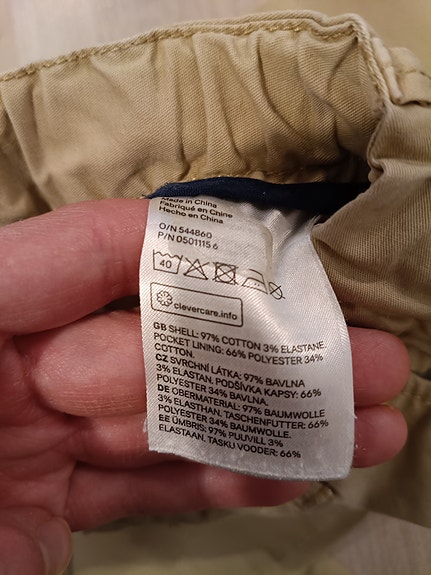 Made in China
Fabriqué en Chine
Hecho en China
O/N 544860
P/N 0501115 6
40
clevercare.info
GB SHELL: 97% COTTON 3% ELASTANE.
POCKET LINING: 66% POLYESTER 34%
COTTON.
CZ SVRCHNÍ LÁTKA: 97% BAVLNA
3% ELASTAN. PODŠÍVKA KAPSY: 66%
POLYESTER 34% BAVLNA.
DE OBERMATERIAL: 97% BAUMWOLLE
3% ELASTHAN. TASCHENFUTTER: 66%
POLYESTER 34% BAUMWOLLE.
EE ÜMBRIS: 97% PUUVILL 3%
ELASTAAN. TASKU VOODER: 66%